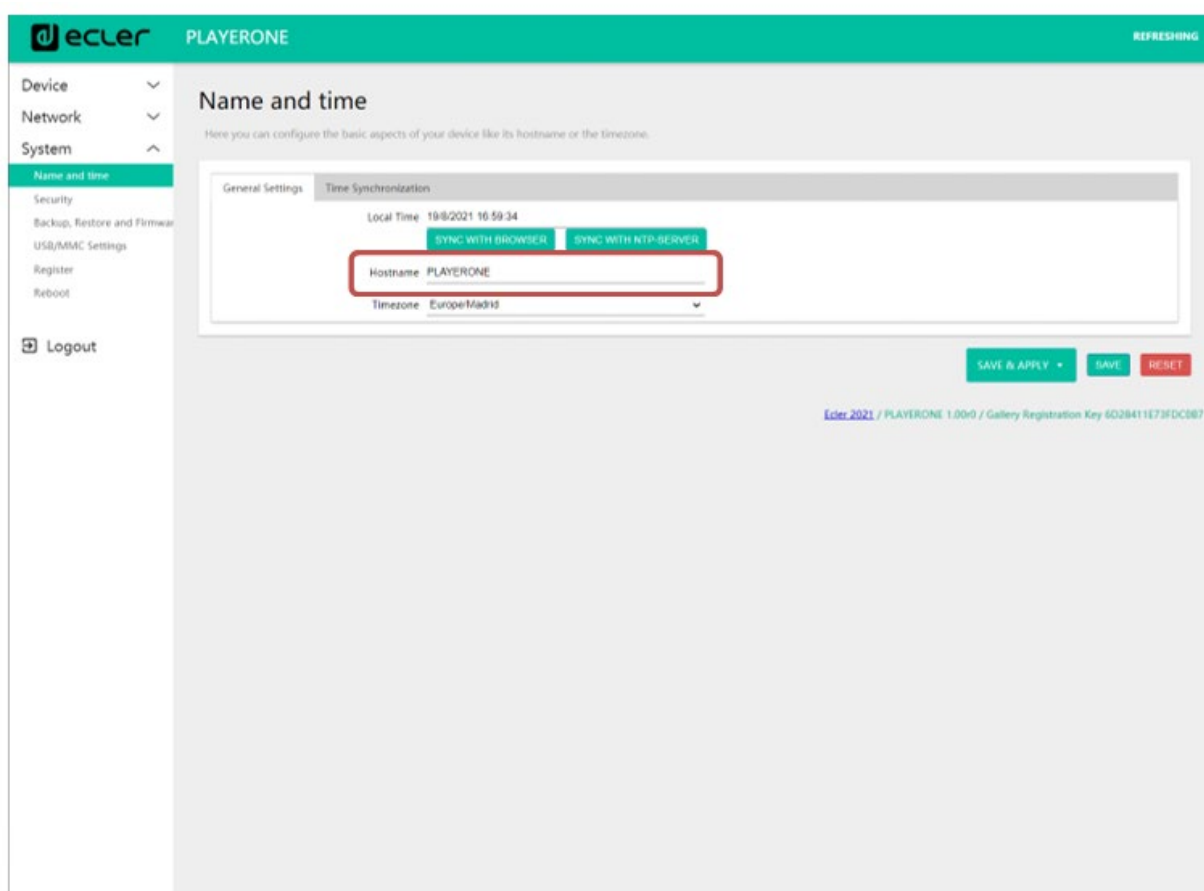 ecler PLAYERONE REFRESHING
Device
Network
System
Name and time
Security
Backup, Restore and Firmwar
USB/MMC Settings
Register
Reboot
Logout
Name and time
Here you can configure the basic aspects of your device like its hostname or the timezone.
General Settings Time Synchronization
Local Time 19/8/2021 16:59:34
SYNC WITH BROWSER SYNC WITH NTP-SERVER
Hostname PLAYERONE
Timezone Europe/Madrid
SAVE & APPLY SAVE RESET
Ecler 2021 / PLAYERONE 1.00r0 / Gallery Registration Key